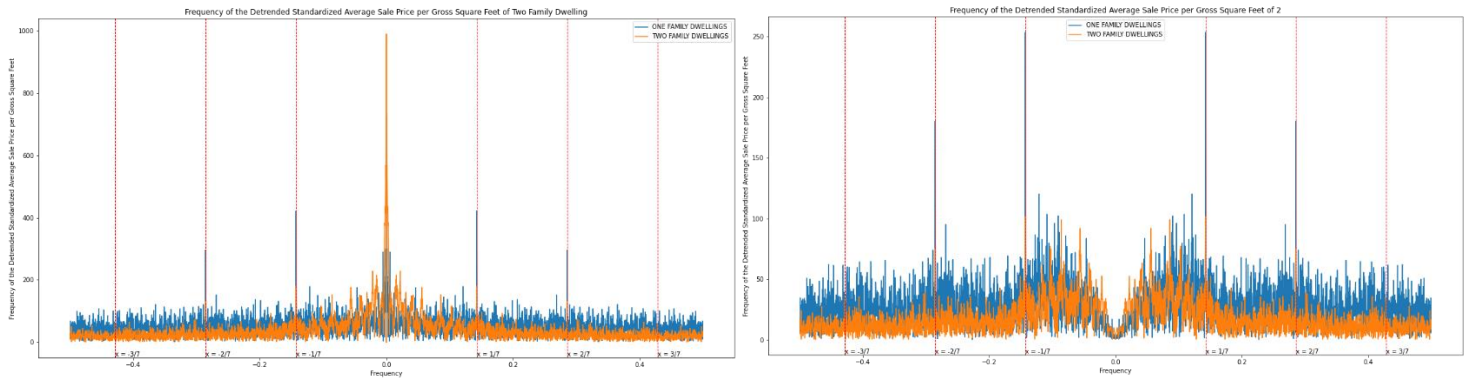 Frequency of the Detrended Standardized Average Sale Price per Gross Square Feet of Two Family Dwelling
Frequency of the Detrended Standardized Average Sale Price per Gross Square Feet
1000
800
600
400
200
0
ONE FAMILY DWELLINGS
TWO FAMILY DWELLINGS
x = -3/7
x = -2/7
x = -1/7
x = 1/7
x = 2/7
x = 3/7
−0.4
−0.2
0.0
0.2
0.4
Frequency
Frequency of the Detrended Standardized Average Sale Price per Gross Square Feet of 2
Frequency of the Detrended Standardized Average Sale Price per Gross Square Feet
250
200
150
100
50
0
ONE FAMILY DWELLINGS
TWO FAMILY DWELLINGS
x = -3/7
x = -2/7
x = -1/7
x = 1/7
x = 2/7
x = 3/7
−0.4
−0.2
0.0
0.2
0.4
Frequency